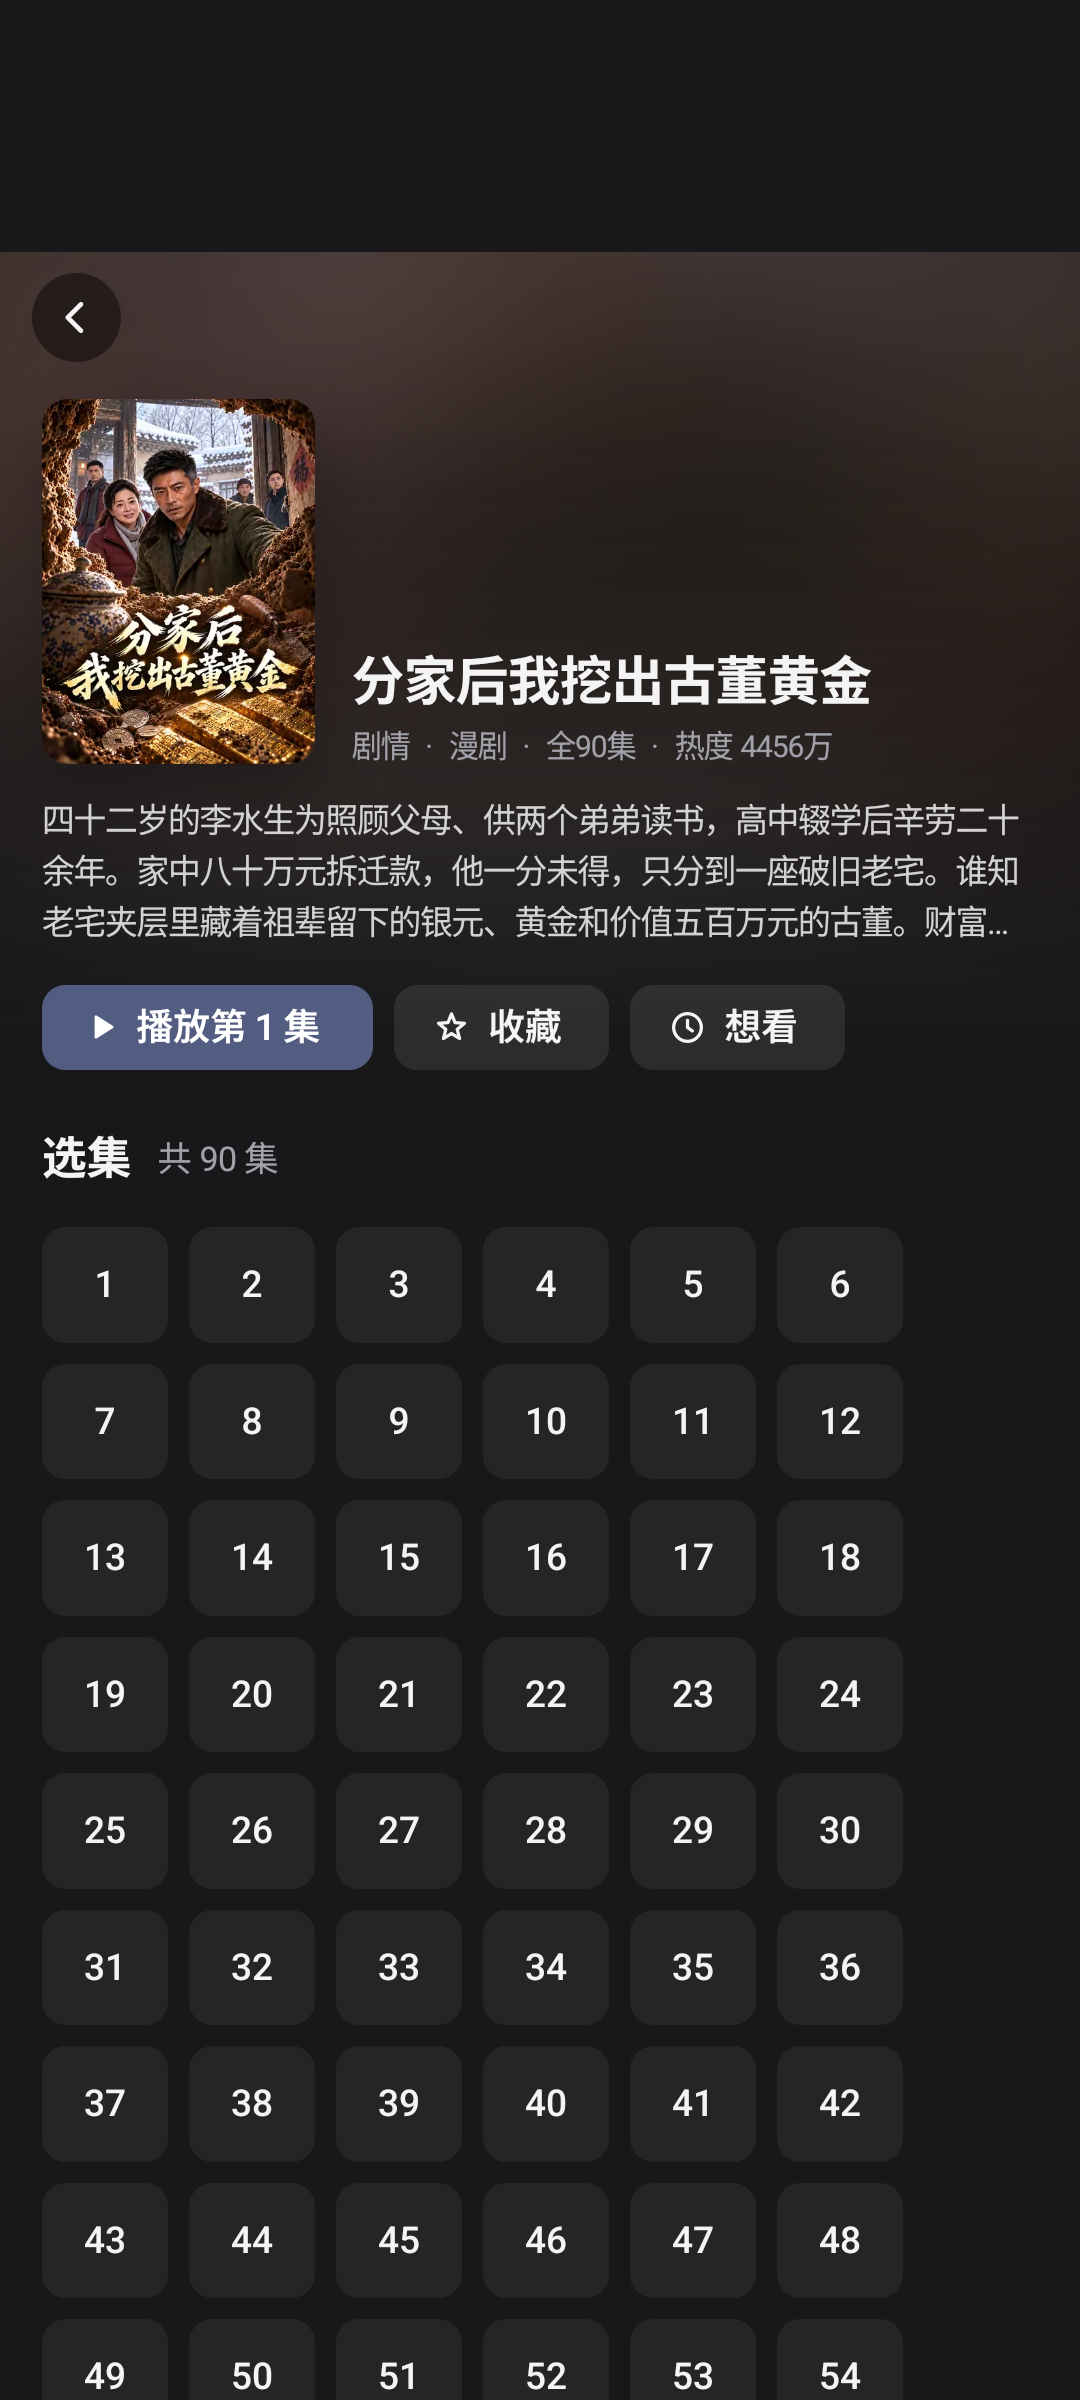 分家后
我挖出古董黄金
分家后我挖出古董黄金
剧情 · 漫剧 · 全90集 · 热度 4456万
四十二岁的李水生为照顾父母、供两个弟弟读书，高中辍学后辛劳二十
余年。家中八十万元拆迁款，他一分未得，只分到一座破旧老宅。谁知
老宅夹层里藏着祖辈留下的银元、黄金和价值五百万元的古董。财富...
播放第 1 集 收藏 想看
选集 共 90 集
1 2 3 4 5 6
7 8 9 10 11 12
13 14 15 16 17 18
19 20 21 22 23 24
25 26 27 28 29 30
31 32 33 34 35 36
37 38 39 40 41 42
43 44 45 46 47 48
49 50 51 52 53 54